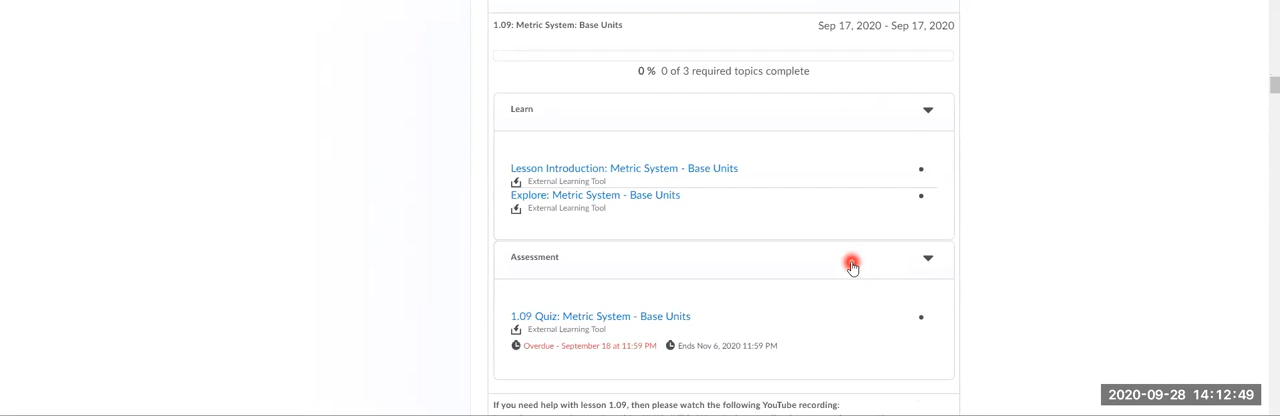 1.09: Metric System: Base Units Sep 17, 2020 - Sep 17, 2020
0 % 0 of 3 required topics complete
Learn
Lesson Introduction: Metric System - Base Units
External Learning Tool
Explore: Metric System - Base Units
External Learning Tool
Assessment
1.09 Quiz: Metric System - Base Units
External Learning Tool
Overdue - September 18 at 11:59 PM Ends Nov 6, 2020 11:59 PM
If you need help with lesson 1.09, then please watch the following YouTube recording:
2020-09-28 14:12:49